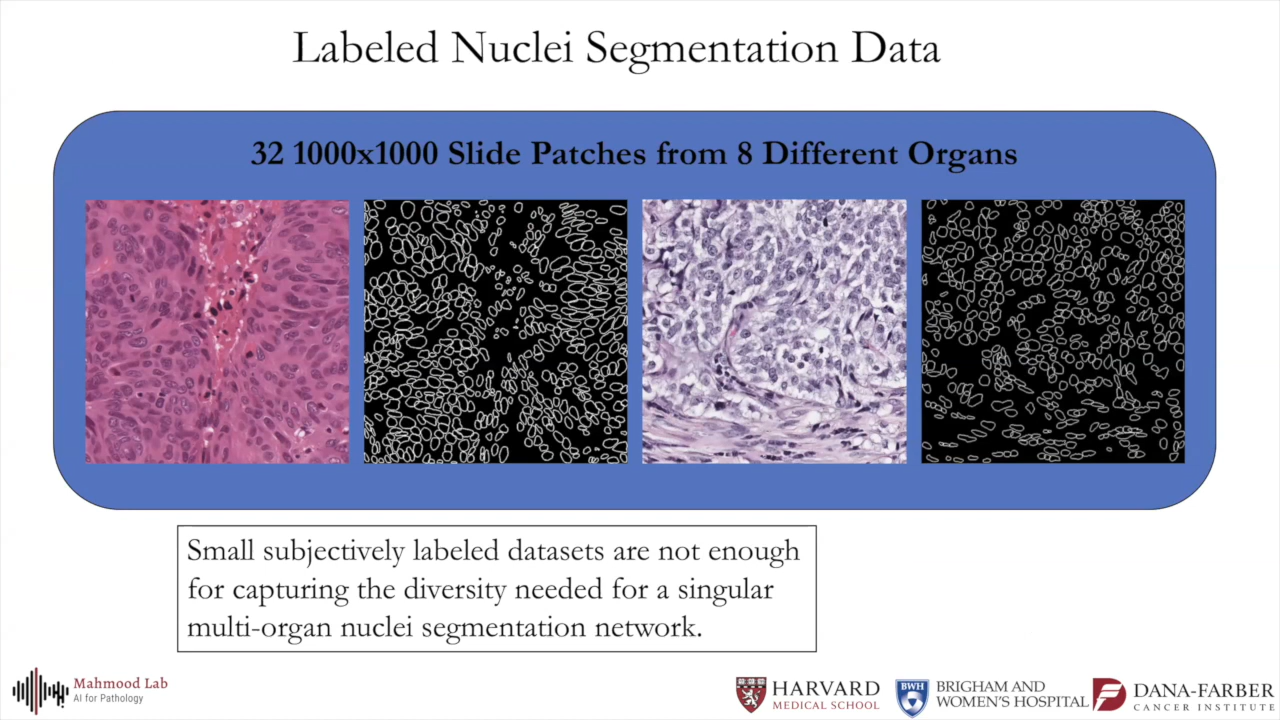 Labeled Nuclei Segmentation Data
32 1000x1000 Slide Patches from 8 Different Organs
Small subjectively labeled datasets are not enough
for capturing the diversity needed for a singular
multi-organ nuclei segmentation network.
Mahmood Lab
AI for Pathology
HARVARD
MEDICAL SCHOOL
BWH
BRIGHAM AND
WOMEN'S HOSPITAL
DANA-FARBER
CANCER INSTITUTE